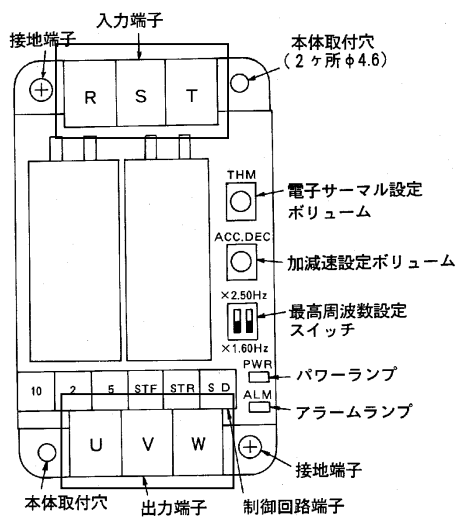 入力端子
接地端子
本体取付穴
(2ヶ所φ4.6)
R S T
THM
電子サーマル設定
ボリューム
ACC.DEC
加減速設定ボリューム
×2.50Hz
最高周波数設定
スイッチ
×1.60Hz
PWR
パワーランプ
10 2 5 STF STR SD
ALM
アラームランプ
U V W
接地端子
本体取付穴
出力端子
制御回路端子